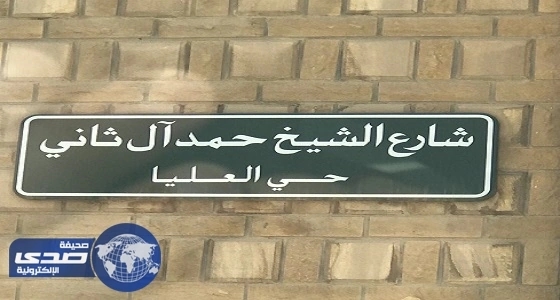 شارع الشيخ حمد آل ثاني
حي العليا
صحيفة
صدى
الإلكترونية